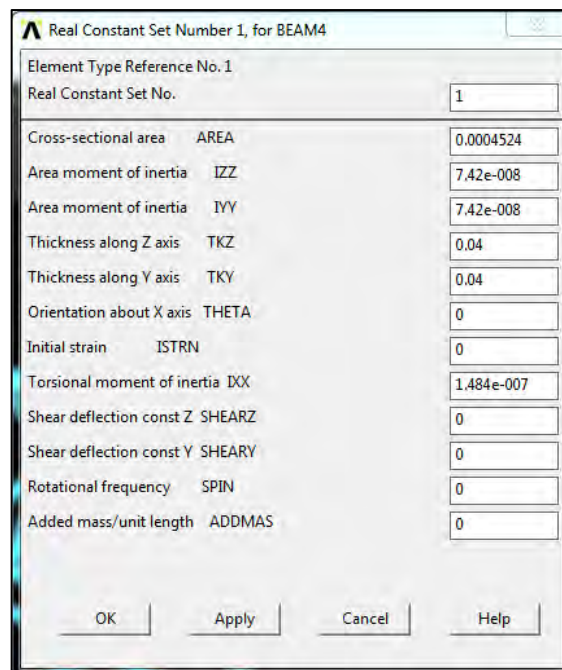 Real Constant Set Number 1, for BEAM4
Element Type Reference No. 1
Real Constant Set No. 1
Cross-sectional area AREA 0.0004524
Area moment of inertia IZZ 7.42e-008
Area moment of inertia IYY 7.42e-008
Thickness along Z axis TKZ 0.04
Thickness along Y axis TKY 0.04
Orientation about X axis THETA 0
Initial strain ISTRN 0
Torsional moment of inertia IXX 1.484e-007
Shear deflection const Z SHEARZ 0
Shear deflection const Y SHEARY 0
Rotational frequency SPIN 0
Added mass/unit length ADDMAS 0
OK Apply Cancel Help